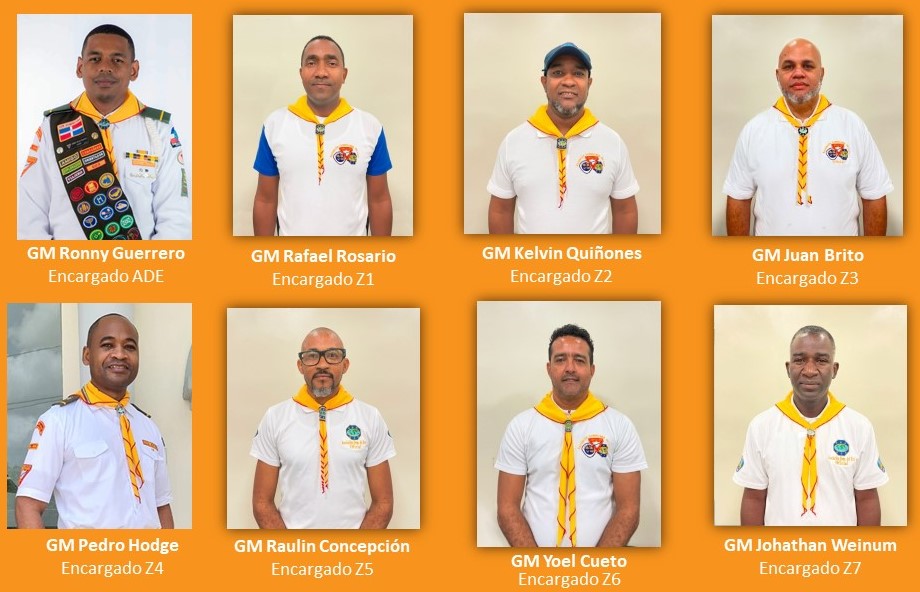 GM Ronny Guerrero
Encargado ADE
GM Rafael Rosario
Encargado Z1
GM Kelvin Quiñones
Encargado Z2
GM Juan Brito
Encargado Z3
GM Pedro Hodge
Encargado Z4
GM Raulin Concepción
Encargado Z5
GM Yoel Cueto
Encargado Z6
GM Johathan Weinum
Encargado Z7